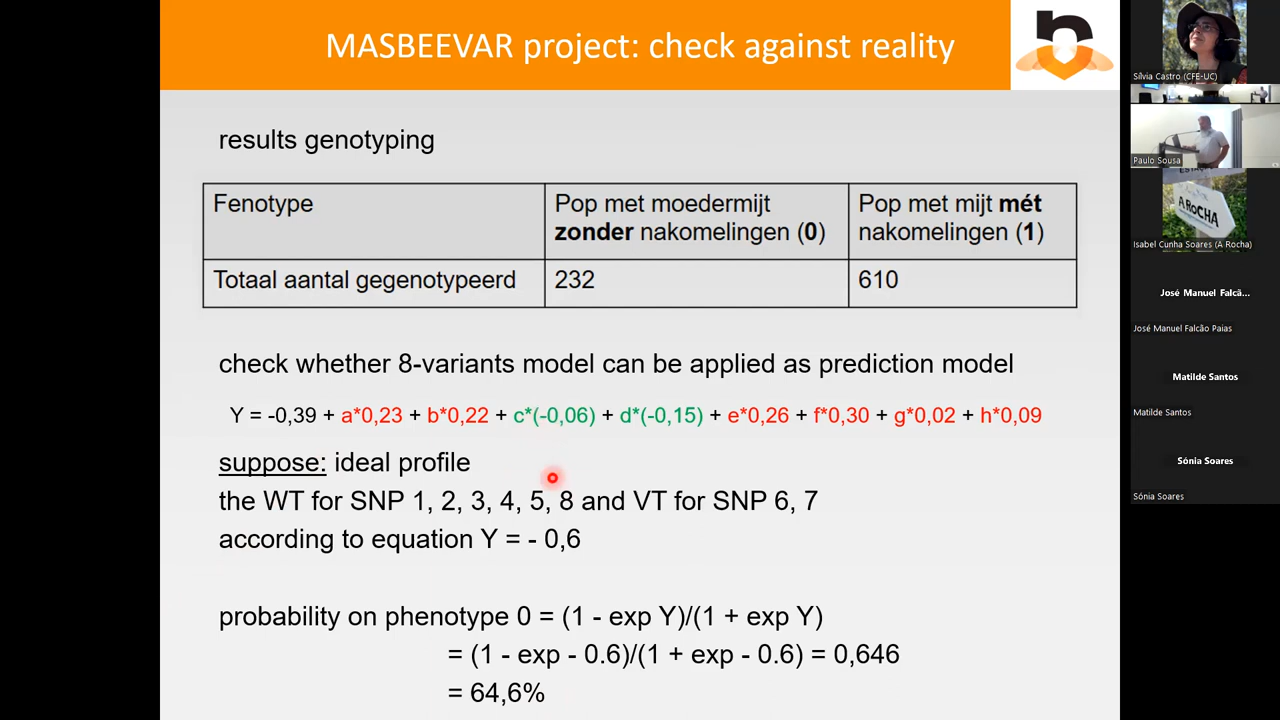 MASBEEVAR project: check against reality
results genotyping
Fenotype
Pop met moedermijt
zonder nakomelingen (0)
Pop met mijt mét
nakomelingen (1)
Totaal aantal gegenotypeerd
232
610
check whether 8-variants model can be applied as prediction model
Y = -0,39 + a*0,23 + b*0,22 + c*(-0,06) + d*(-0,15) + e*0,26 + f*0,30 + g*0,02 + h*0,09
suppose: ideal profile
the WT for SNP 1, 2, 3, 4, 5, 8 and VT for SNP 6, 7
according to equation Y = - 0,6
probability on phenotype 0 = (1 - exp Y)/(1 + exp Y)
= (1 - exp - 0.6)/(1 + exp - 0.6) = 0,646
= 64,6%
Sílvia Castro (CFE-UC)
Paulo Sousa
A ROCHA
Isabel Cunha Soares (A Rocha)
José Manuel Falcã...
José Manuel Falcão Paias
Matilde Santos
Matilde Santos
Sónia Soares
Sónia Soares